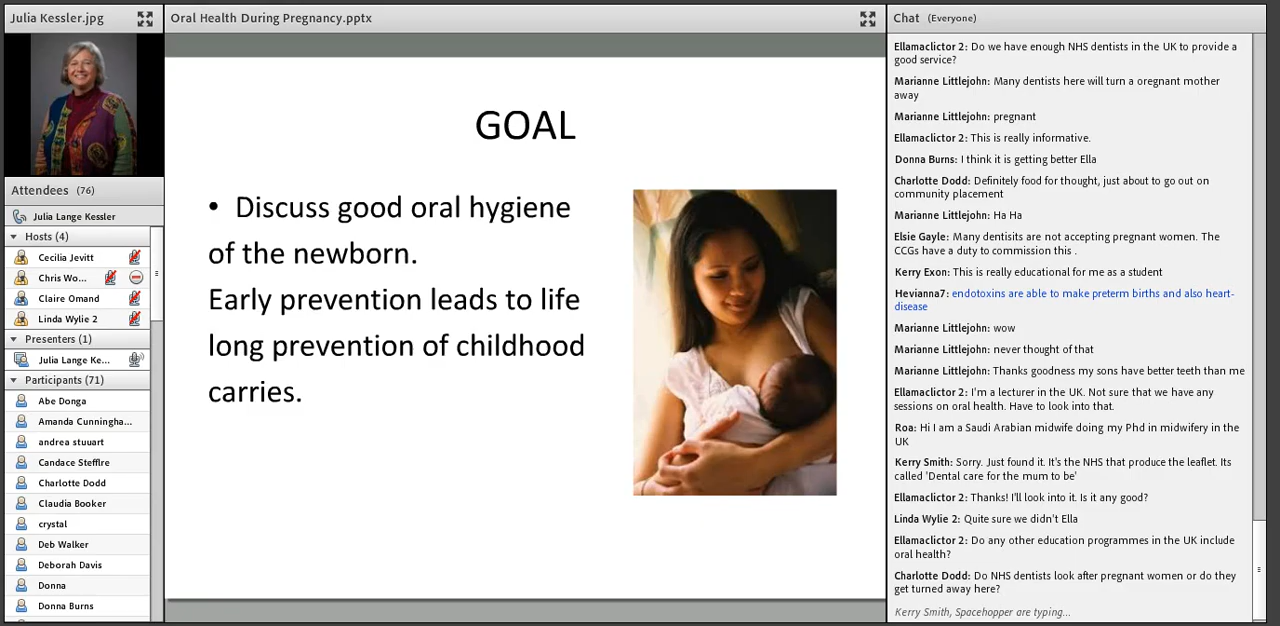 Julia Kessler.jpg
Oral Health During Pregnancy.pptx
Chat (Everyone)
Attendees (76)
Julia Lange Kessler
Hosts (4)
Cecilia Jevitt
Chris Wo...
Claire Omand
Linda Wylie 2
Presenters (1)
Julia Lange Ke...
Participants (71)
Abe Donga
Amanda Cunningha...
andrea stuuart
Candace Stefflre
Charlotte Dodd
Claudia Booker
crystal
Deb Walker
Deborah Davis
Donna
Donna Burns
GOAL
• Discuss good oral hygiene
of the newborn.
Early prevention leads to life
long prevention of childhood
carries.
Ellamaclictor 2: Do we have enough NHS dentists in the UK to provide a
good service?
Marianne Littlejohn: Many dentists here will turn a oregnant mother
away
Marianne Littlejohn: pregnant
Ellamaclictor 2: This is really informative.
Donna Burns: I think it is getting better Ella
Charlotte Dodd: Definitely food for thought, just about to go out on
community placement
Marianne Littlejohn: Ha Ha
Elsie Gayle: Many dentisits are not accepting pregnant women. The
CCGs have a duty to commission this .
Kerry Exon: This is really educational for me as a student
Hevianna7: endotoxins are able to make preterm births and also heart-
disease
Marianne Littlejohn: wow
Marianne Littlejohn: never thought of that
Marianne Littlejohn: Thanks goodness my sons have better teeth than me
Ellamaclictor 2: I'm a lecturer in the UK. Not sure that we have any
sessions on oral health. Have to look into that.
Roa: Hi I am a Saudi Arabian midwife doing my Phd in midwifery in the
UK
Kerry Smith: Sorry. Just found it. It's the NHS that produce the leaflet. Its
called 'Dental care for the mum to be'
Ellamaclictor 2: Thanks! I'll look into it. Is it any good?
Linda Wylie 2: Quite sure we didn't Ella
Ellamaclictor 2: Do any other education programmes in the UK include
oral health?
Charlotte Dodd: Do NHS dentists look after pregnant women or do they
get turned away here?
Kerry Smith, Spacehopper are typing...